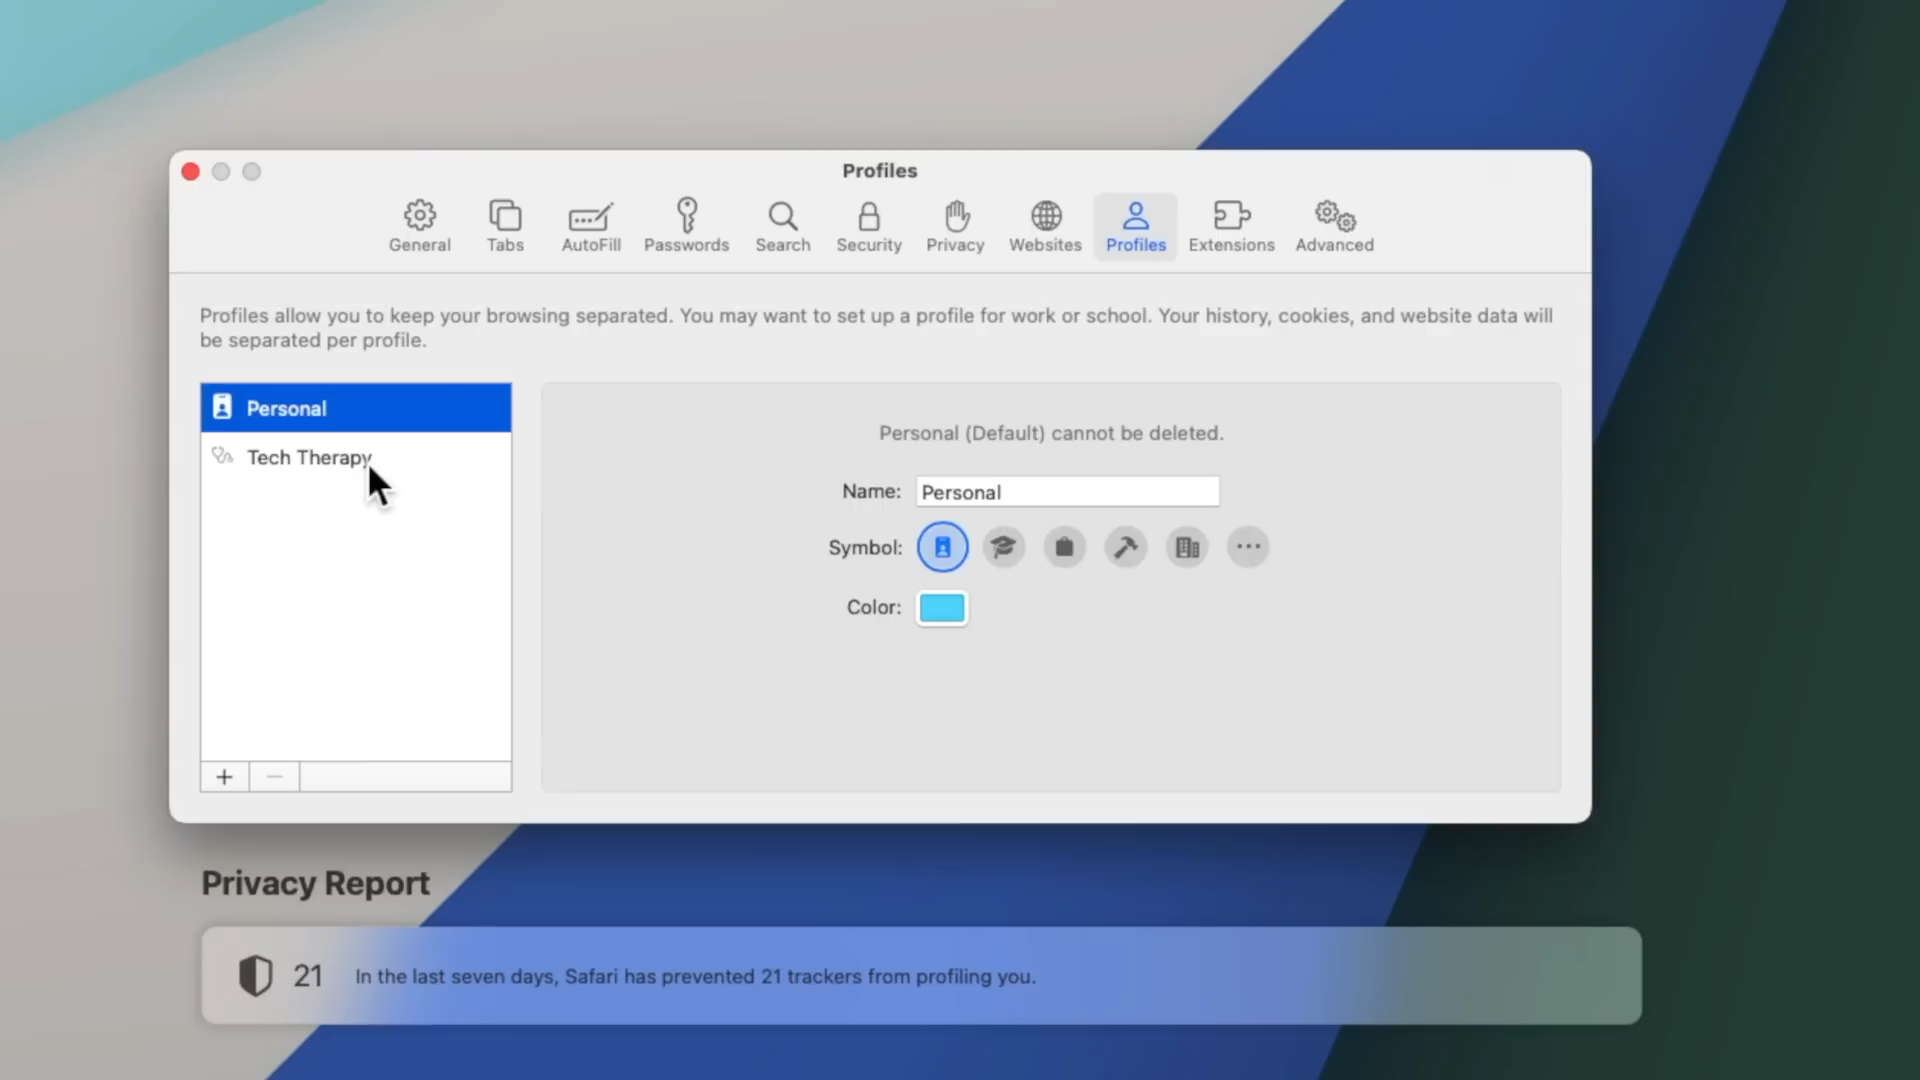 Profiles
General Tabs AutoFill Passwords Search Security Privacy Websites Profiles Extensions Advanced
Profiles allow you to keep your browsing separated. You may want to set up a profile for work or school. Your history, cookies, and website data will
be separated per profile.
Personal
Tech Therapy
Personal (Default) cannot be deleted.
Name: Personal
Symbol:
Color:
Privacy Report
21 In the last seven days, Safari has prevented 21 trackers from profiling you.